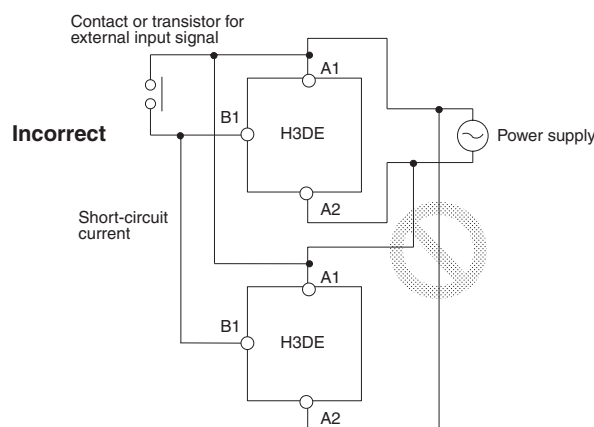 Contact or transistor for
external input signal
A1
Incorrect
B1
H3DE
Power supply
A2
Short-circuit
current
A1
B1
H3DE
A2